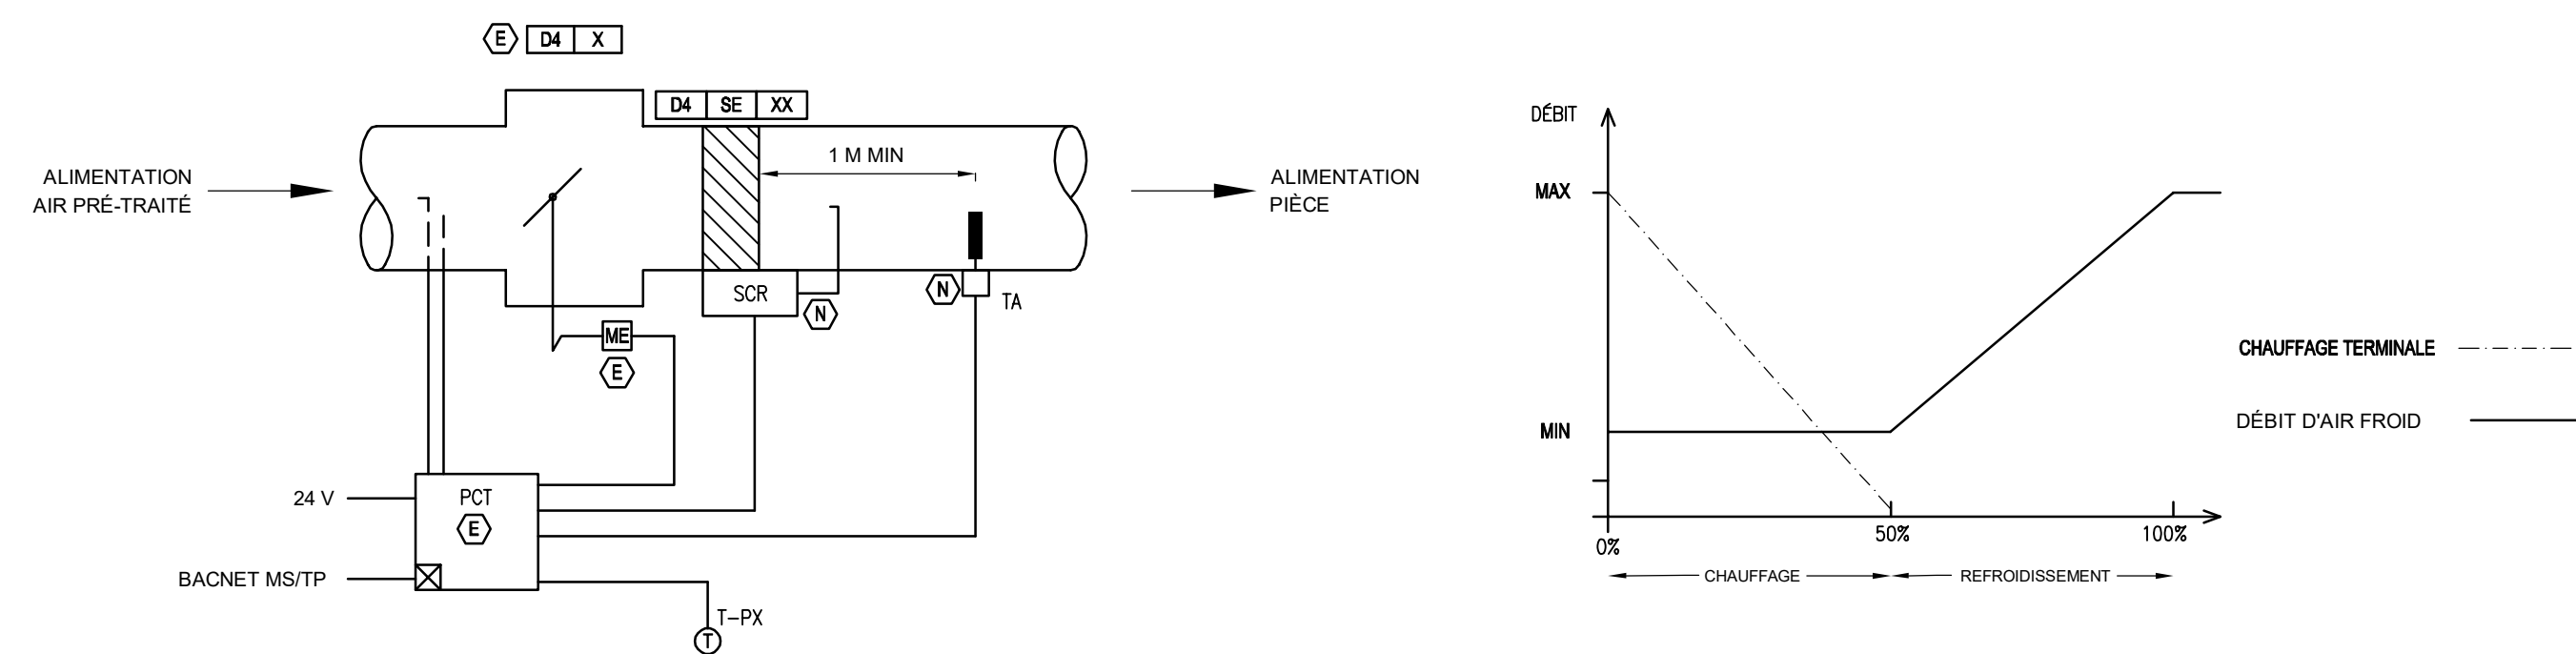 E D4 X
D4 SE XX
1 M MIN
ALIMENTATION
AIR PRÉ-TRAITÉ
ALIMENTATION
PIÈCE
SCR
N
N
TA
ME
E
24 V
PCT
E
BACNET MS/TP
T-PX
T
DÉBIT
MAX
MIN
0%
50%
100%
CHAUFFAGE
REFROIDISSEMENT
CHAUFFAGE TERMINALE
DÉBIT D'AIR FROID